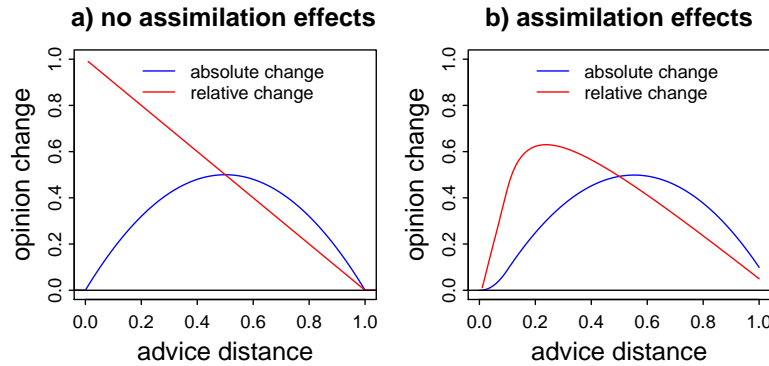 a) no assimilation effects
absolute change
relative change
opinion change
0.0 0.2 0.4 0.6 0.8 1.0
0.0 0.2 0.4 0.6 0.8 1.0
advice distance
b) assimilation effects
absolute change
relative change
opinion change
0.0 0.2 0.4 0.6 0.8 1.0
0.0 0.2 0.4 0.6 0.8 1.0
advice distance